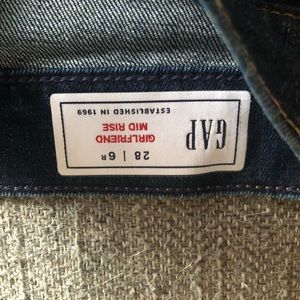 GAP
ESTABLISHED IN 1969
GIRLFRIEND
MID RISE
28 | 6R